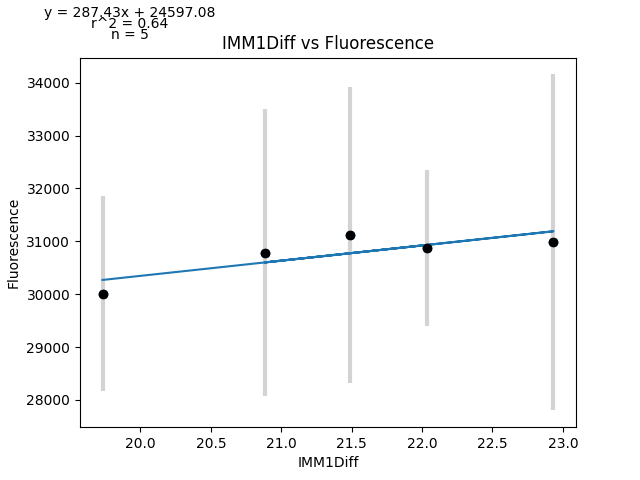 y = 287.43x + 24597.08
r^2 = 0.64
n = 5
IMM1Diff vs Fluorescence
34000
33000
32000
31000
30000
29000
28000
Fluorescence
20.0 20.5 21.0 21.5 22.0 22.5 23.0
IMM1Diff